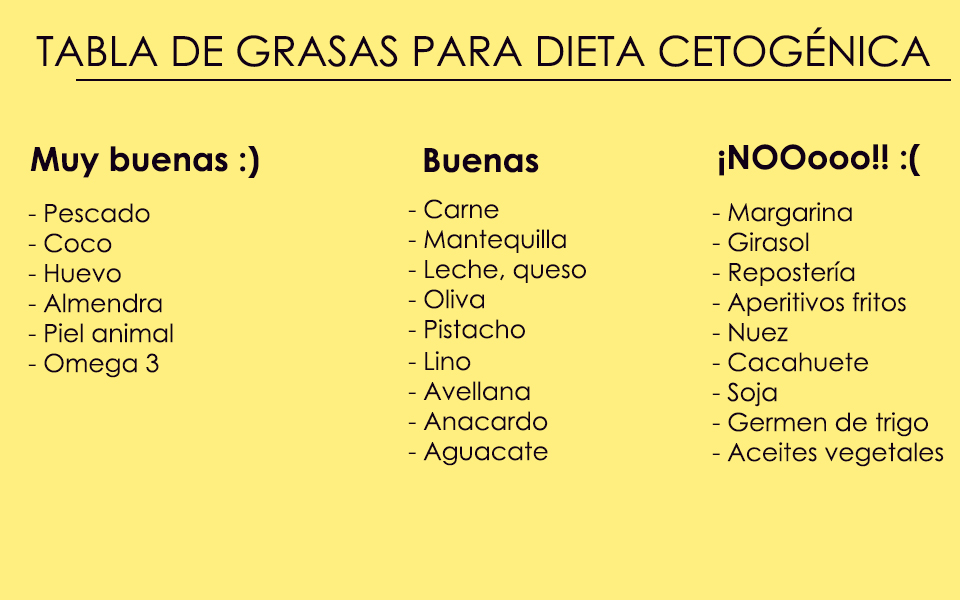 TABLA DE GRASAS PARA DIETA CETOGÉNICA
Muy buenas :)
- Pescado
- Coco
- Huevo
- Almendra
- Piel animal
- Omega 3
Buenas
- Carne
- Mantequilla
- Leche, queso
- Oliva
- Pistacho
- Lino
- Avellana
- Anacardo
- Aguacate
¡NOOooo!! :(
- Margarina
- Girasol
- Repostería
- Aperitivos fritos
- Nuez
- Cacahuete
- Soja
- Germen de trigo
- Aceites vegetales